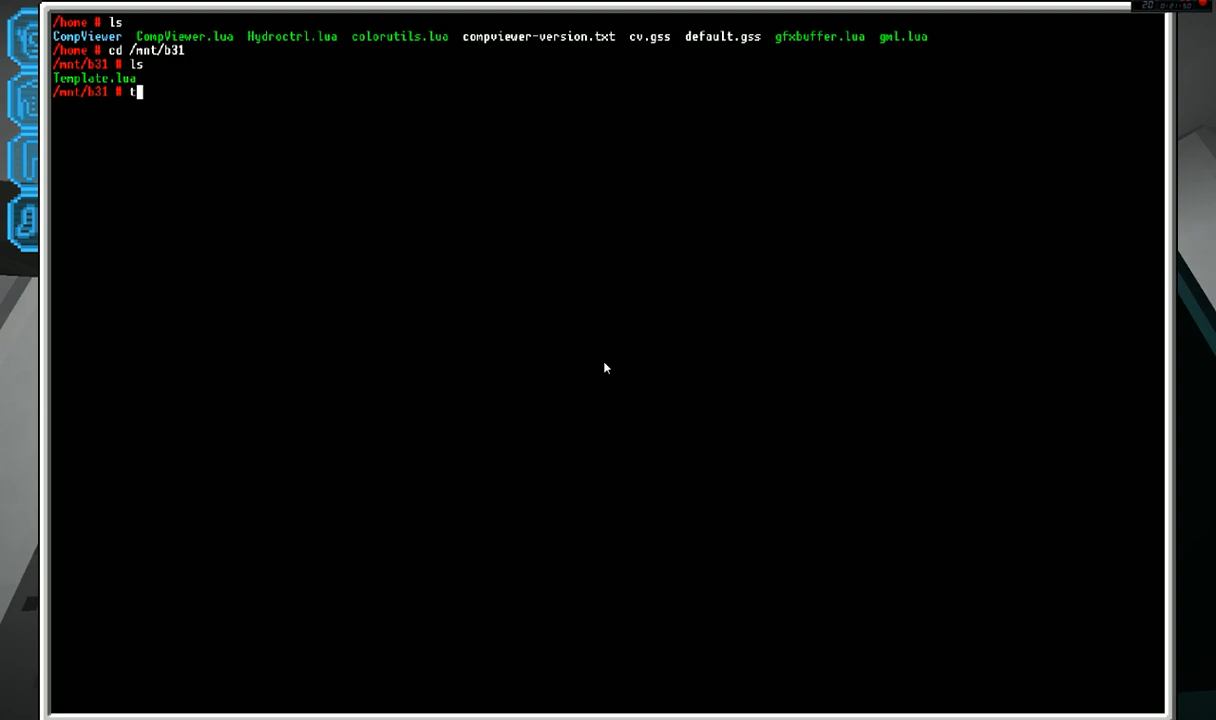 /home # ls
CompViewer CompViewer.lua Hydroctrl.lua colorutils.lua compviewer-version.txt cv.gss default.gss gfxbuffer.lua gml.lua
/home # cd /mnt/b31
/mnt/b31 # ls
Template.lua
/mnt/b31 # t